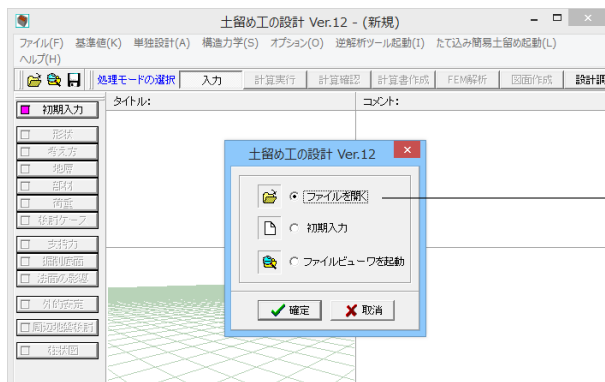 土留め工の設計 Ver.12 - (新規)
ファイル(F) 基準値(K) 単独設計(A) 構造力学(S) オプション(O) 逆解析ツール起動(I) たて込み簡易土留め起動(L)
ヘルプ(H)
処理モードの選択 入力 計算実行 計算確認 計算書作成 FEM解析 図面作成 設計調
初期入力 タイトル: コメント:
形状
考え方
地層
部材
荷重
検討ケース
支持力
掘削底面
法面の影響
外的安定
周辺地盤検討
柱状図
土留め工の設計 Ver.12
ファイルを開く
初期入力
ファイルビューワを起動
確定 取消